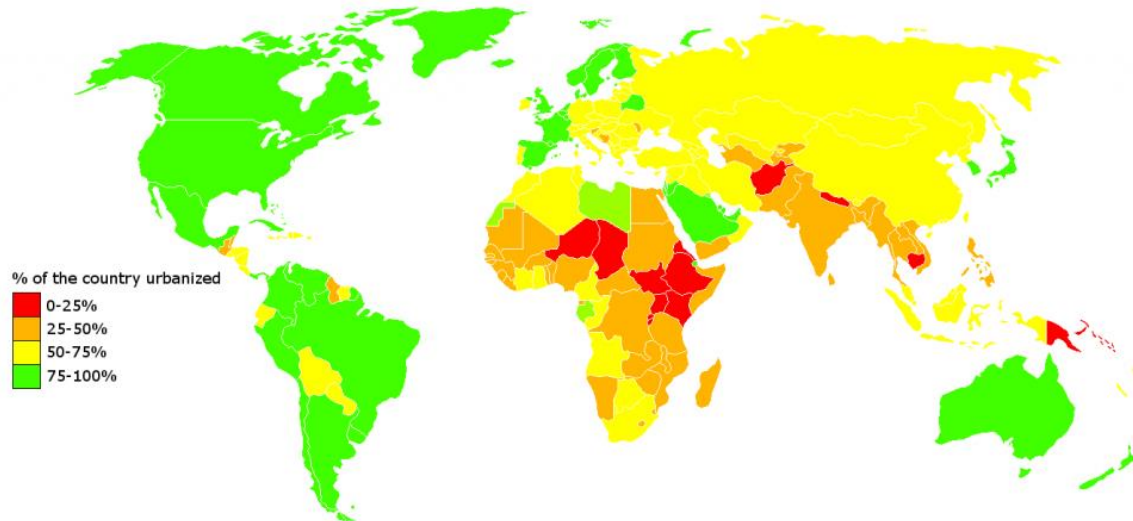 % of the country urbanized
0-25%
25-50%
50-75%
75-100%